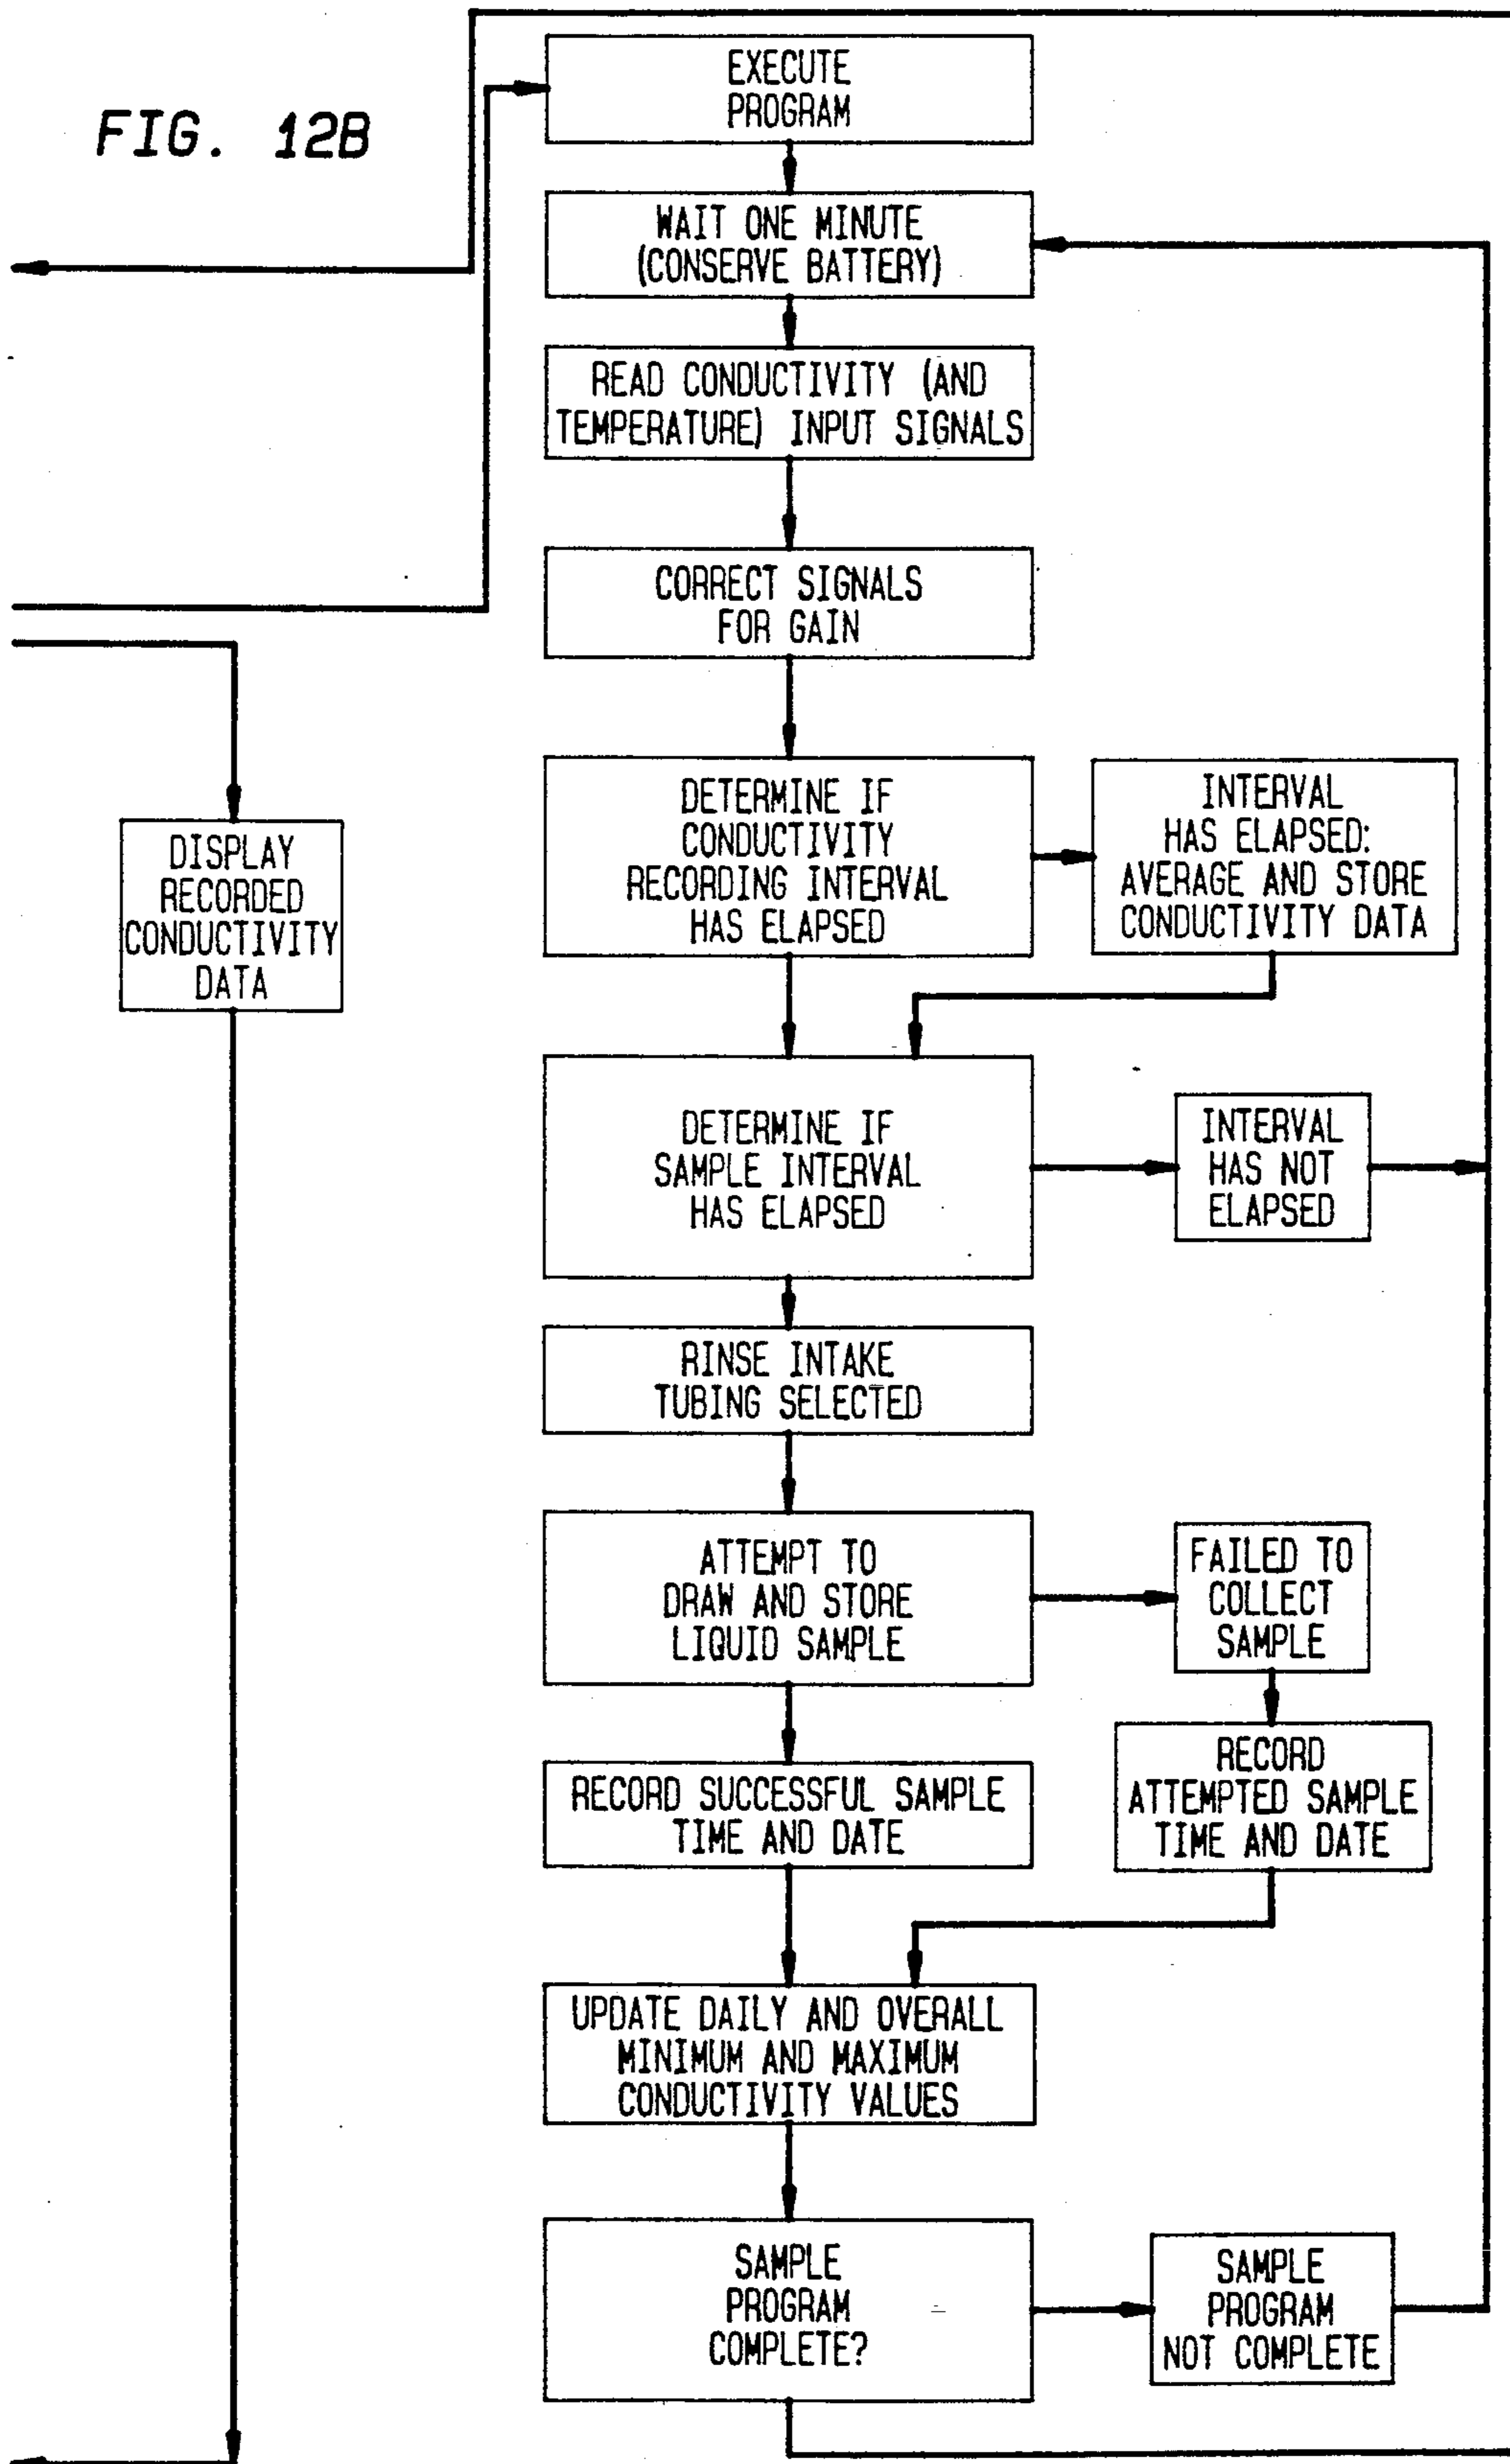 FIG. 12B
EXECUTE
PROGRAM
WAIT ONE MINUTE
(CONSERVE BATTERY)
READ CONDUCTIVITY (AND
TEMPERATURE) INPUT SIGNALS
CORRECT SIGNALS
FOR GAIN
DETERMINE IF
CONDUCTIVITY
RECORDING INTERVAL
HAS ELAPSED
INTERVAL
HAS ELAPSED:
AVERAGE AND STORE
CONDUCTIVITY DATA
DISPLAY
RECORDED
CONDUCTIVITY
DATA
DETERMINE IF
SAMPLE INTERVAL
HAS ELAPSED
INTERVAL
HAS NOT
ELAPSED
RINSE INTAKE
TUBING SELECTED
ATTEMPT TO
DRAW AND STORE
LIQUID SAMPLE
FAILED TO
COLLECT
SAMPLE
RECORD SUCCESSFUL SAMPLE
TIME AND DATE
RECORD
ATTEMPTED SAMPLE
TIME AND DATE
UPDATE DAILY AND OVERALL
MINIMUM AND MAXIMUM
CONDUCTIVITY VALUES
SAMPLE
PROGRAM
COMPLETE?
SAMPLE
PROGRAM
NOT COMPLETE